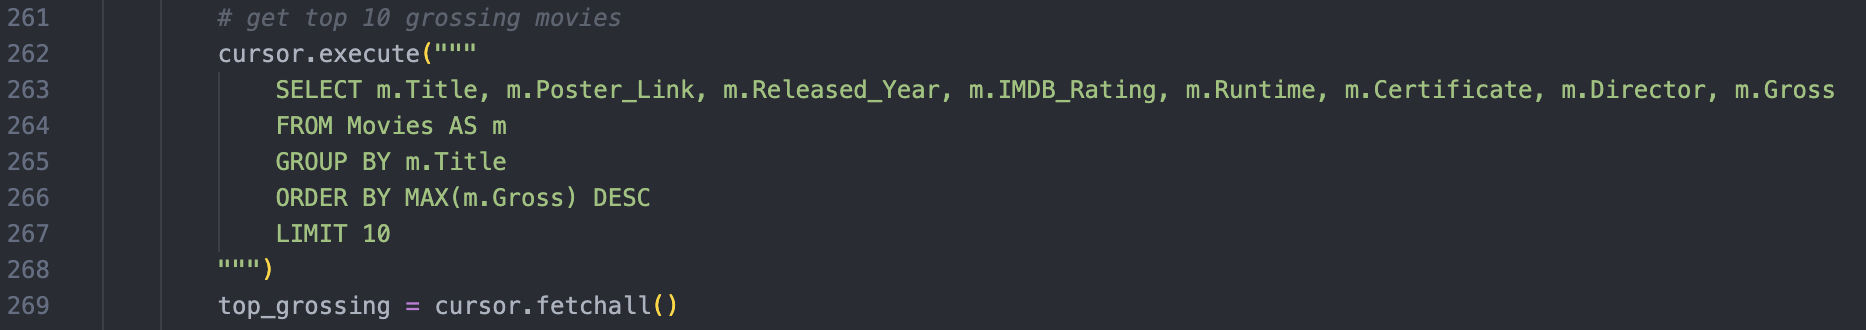 261 # get top 10 grossing movies
262 cursor.execute("""
263 SELECT m.Title, m.Poster_Link, m.Released_Year, m.IMDB_Rating, m.Runtime, m.Certificate, m.Director, m.Gross
264 FROM Movies AS m
265 GROUP BY m.Title
266 ORDER BY MAX(m.Gross) DESC
267 LIMIT 10
268 """)
269 top_grossing = cursor.fetchall()